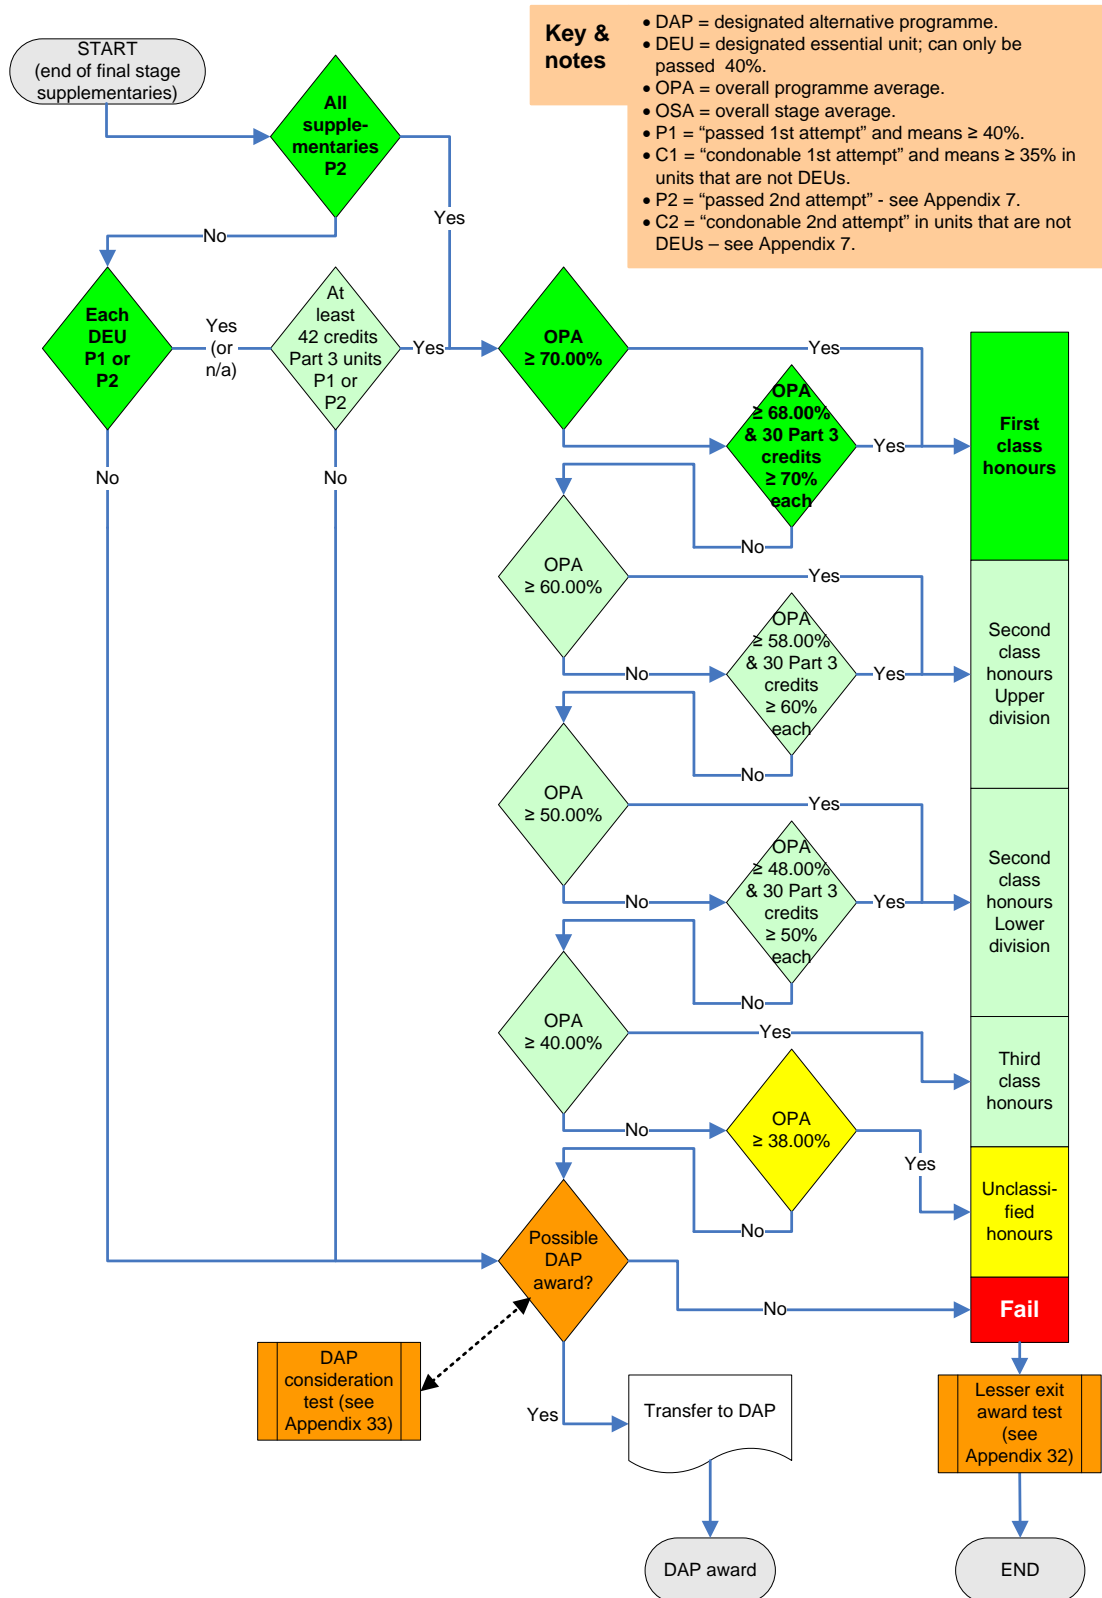 START
(end of final stage
supplementaries)
Key &
notes
• DAP = designated alternative programme.
• DEU = designated essential unit; can only be
passed  40%.
• OPA = overall programme average.
• OSA = overall stage average.
• P1 = “passed 1st attempt” and means ≥ 40%.
• C1 = “condonable 1st attempt” and means ≥ 35% in
units that are not DEUs.
• P2 = “passed 2nd attempt” - see Appendix 7.
• C2 = “condonable 2nd attempt” in units that are not
DEUs – see Appendix 7.
All
supple-
mentaries
P2
Yes
No
Each
DEU
P1 or
P2
Yes
(or
n/a)
At
least
42 credits
Part 3 units
P1 or
P2
Yes
OPA
≥ 70.00%
Yes
OPA
≥ 68.00%
& 30 Part 3
credits
≥ 70%
each
Yes
First
class
honours
No
No
No
OPA
≥ 60.00%
Yes
No
OPA
≥ 58.00%
& 30 Part 3
credits
≥ 60%
each
Yes
Second
class
honours
Upper
division
No
OPA
≥ 50.00%
Yes
No
OPA
≥ 48.00%
& 30 Part 3
credits
≥ 50%
each
Yes
Second
class
honours
Lower
division
No
OPA
≥ 40.00%
Yes
Third
class
honours
No
OPA
≥ 38.00%
Yes
Unclassi-
fied
honours
No
Possible
DAP
award?
No
Fail
DAP
consideration
test (see
Appendix 33)
Yes
Transfer to DAP
Lesser exit
award test
(see
Appendix 32)
DAP award
END